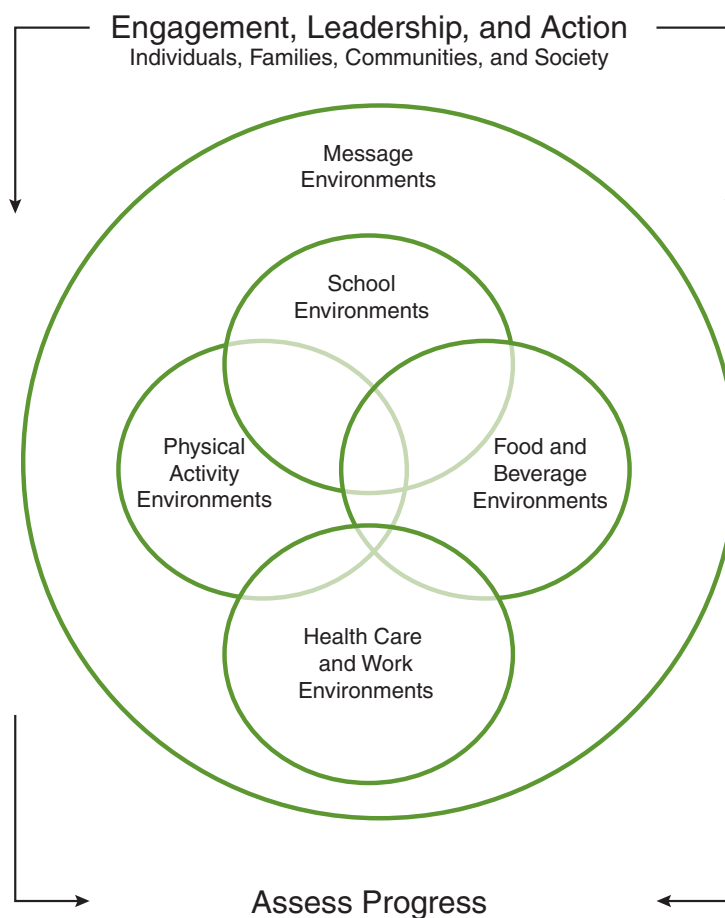 Engagement, Leadership, and Action
Individuals, Families, Communities, and Society
Message
Environments
School
Environments
Physical
Activity
Environments
Food and
Beverage
Environments
Health Care
and Work
Environments
Assess Progress